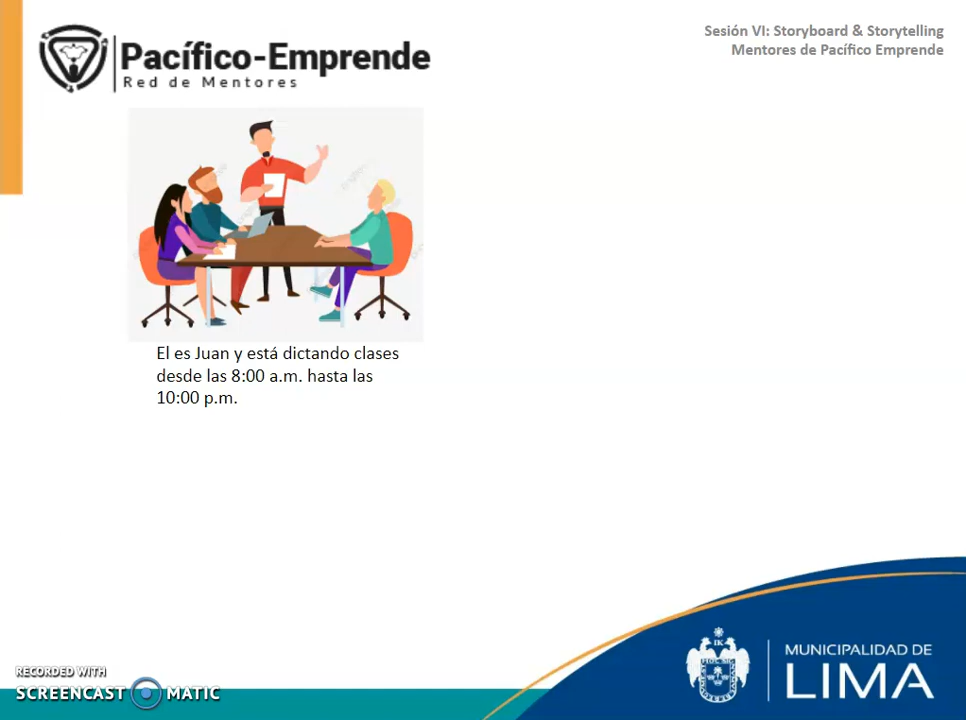 Pacífico-Emprende
Red de Mentores
Sesión VI: Storyboard & Storytelling
Mentores de Pacífico Emprende
El es Juan y está dictando clases
desde las 8:00 a.m. hasta las
10:00 p.m.
RECORDED WITH
SCREENCAST MATIC
MUNICIPALIDAD DE
LIMA